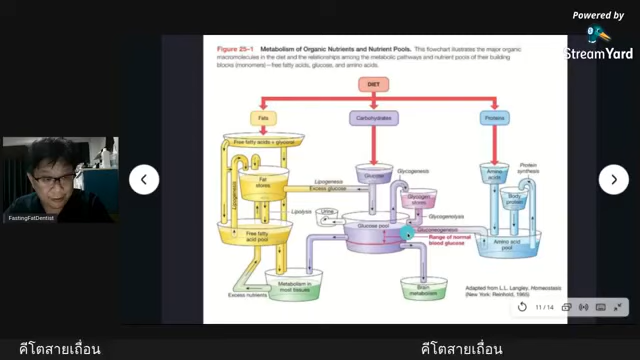 Powered by
StreamYard
Figure 25–1 Metabolism of Organic Nutrients and Nutrient Pools. This flowchart illustrates the major organic
macromolecules in the diet and the relationships among the metabolic pathways and nutrient pools of their building
blocks (monomers)—free fatty acids, glucose, and amino acids.
DIET
Fats
Carbohydrates
Proteins
Free fatty acids + glycerol
Fat
stores
Lipogenesis
Lipogenesis
Excess glucose
Glucose
Glycogenesis
Glycogen
stores
Amino
acids
Protein
synthesis
Body
protein
Lipolysis
Urine
Glycogenolysis
Free fatty
acid pool
Glucose pool
Gluconeogenesis
Range of normal
blood glucose
Amino acid
pool
Metabolism in
most tissues
Excess nutrients
Brain
metabolism
Adapted from L.L. Langley, Homeostasis
(New York: Reinhold, 1965)
11 / 14
FastingFatDentist
คีโตสายเถื่อน
คีโตสายเถื่อน